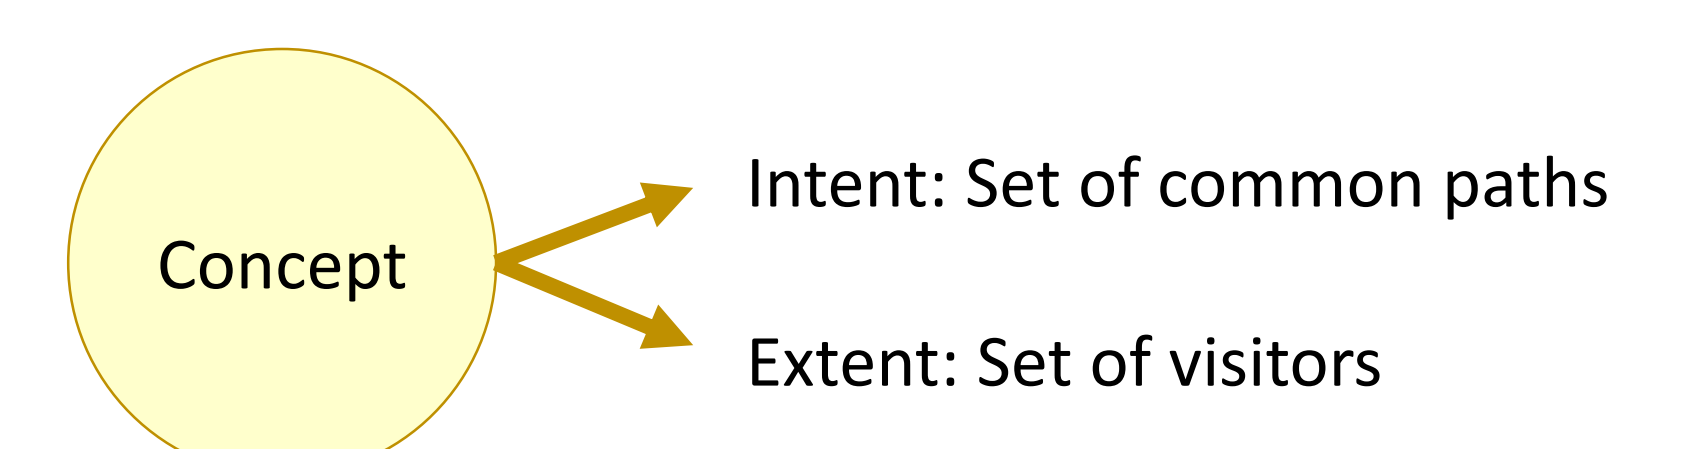 Intent: Set of common paths
Concept
Extent: Set of visitors